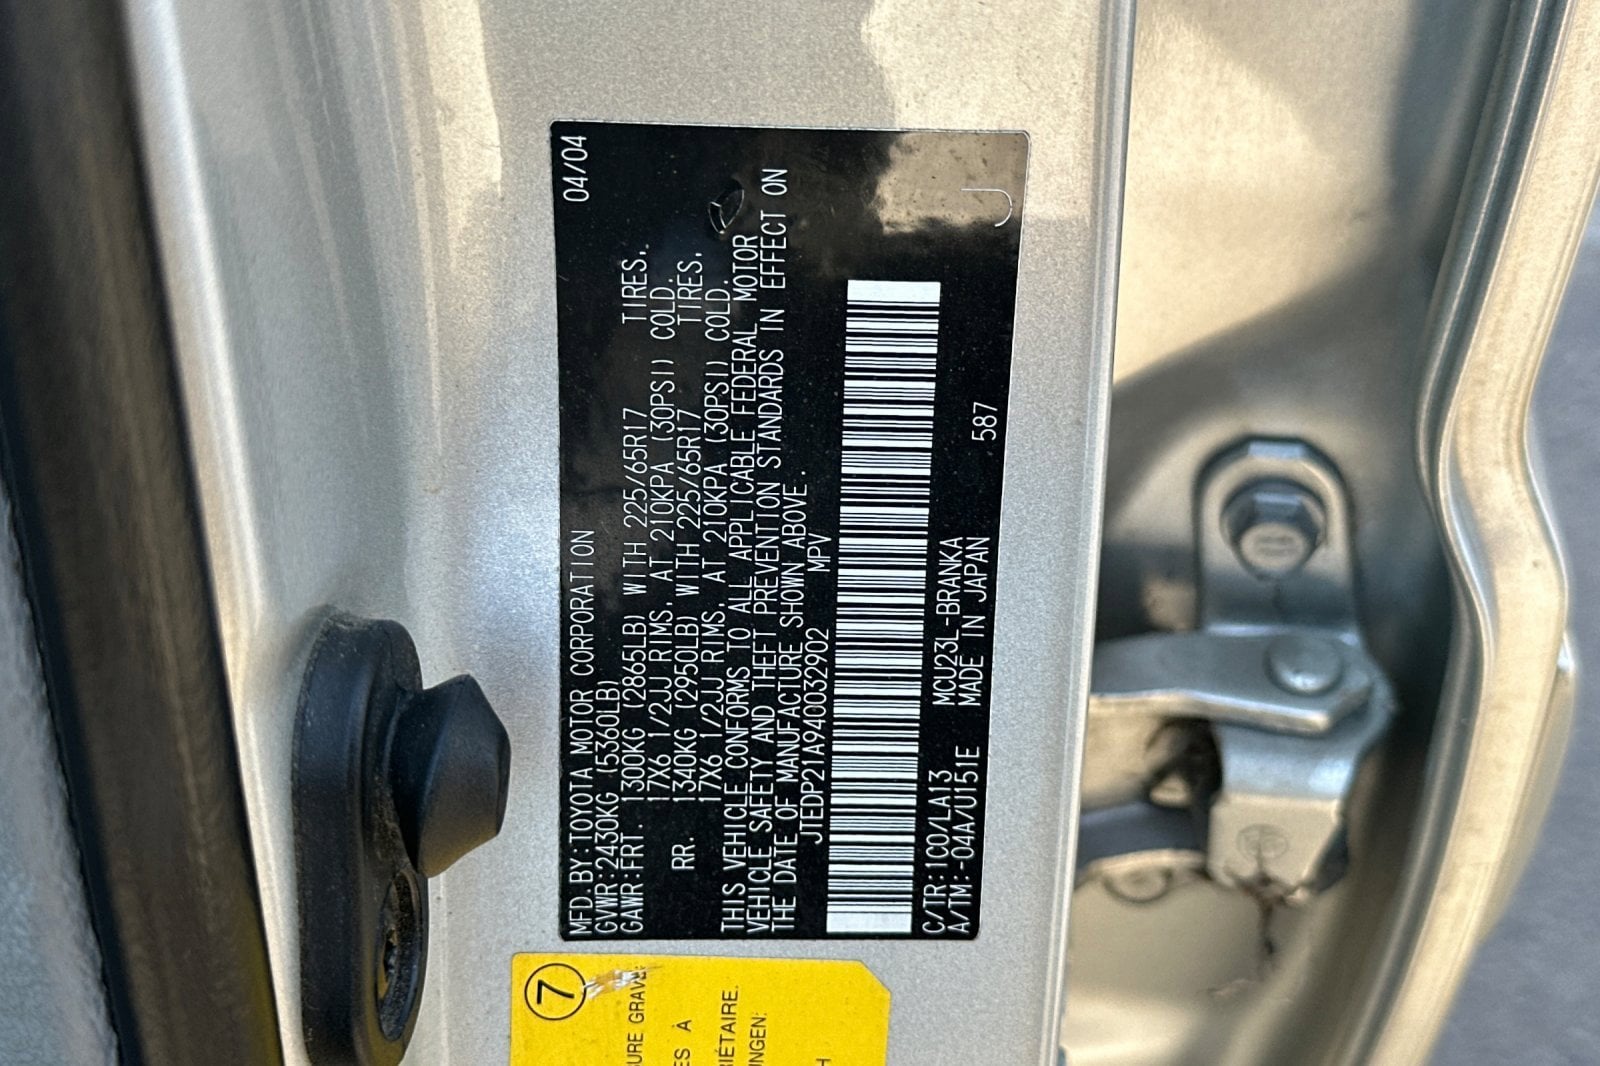 MFD.BY:TOYOTA MOTOR CORPORATION 04/04
GVWR:2430KG (5360LB)
GAWR:FRT. 1300KG (2865LB) WITH 225/65R17 TIRES.
17X6 1/2JJ RIMS, AT 210KPA (30PSI) COLD.
RR. 1340KG (2950LB) WITH 225/65R17 TIRES.
17X6 1/2JJ RIMS, AT 210KPA (30PSI) COLD.
THIS VEHICLE CONFORMS TO ALL APPLICABLE FEDERAL MOTOR
VEHICLE SAFETY AND THEFT PREVENTION STANDARDS IN EFFECT ON
THE DATE OF MANUFACTURE SHOWN ABOVE.
JTEDP21A940032902 MPV
C/TR:1C0/LA13 MCU23L-BRANKA
A/TM:-04A/U151E MADE IN JAPAN 587
J
7
GRAVE
À